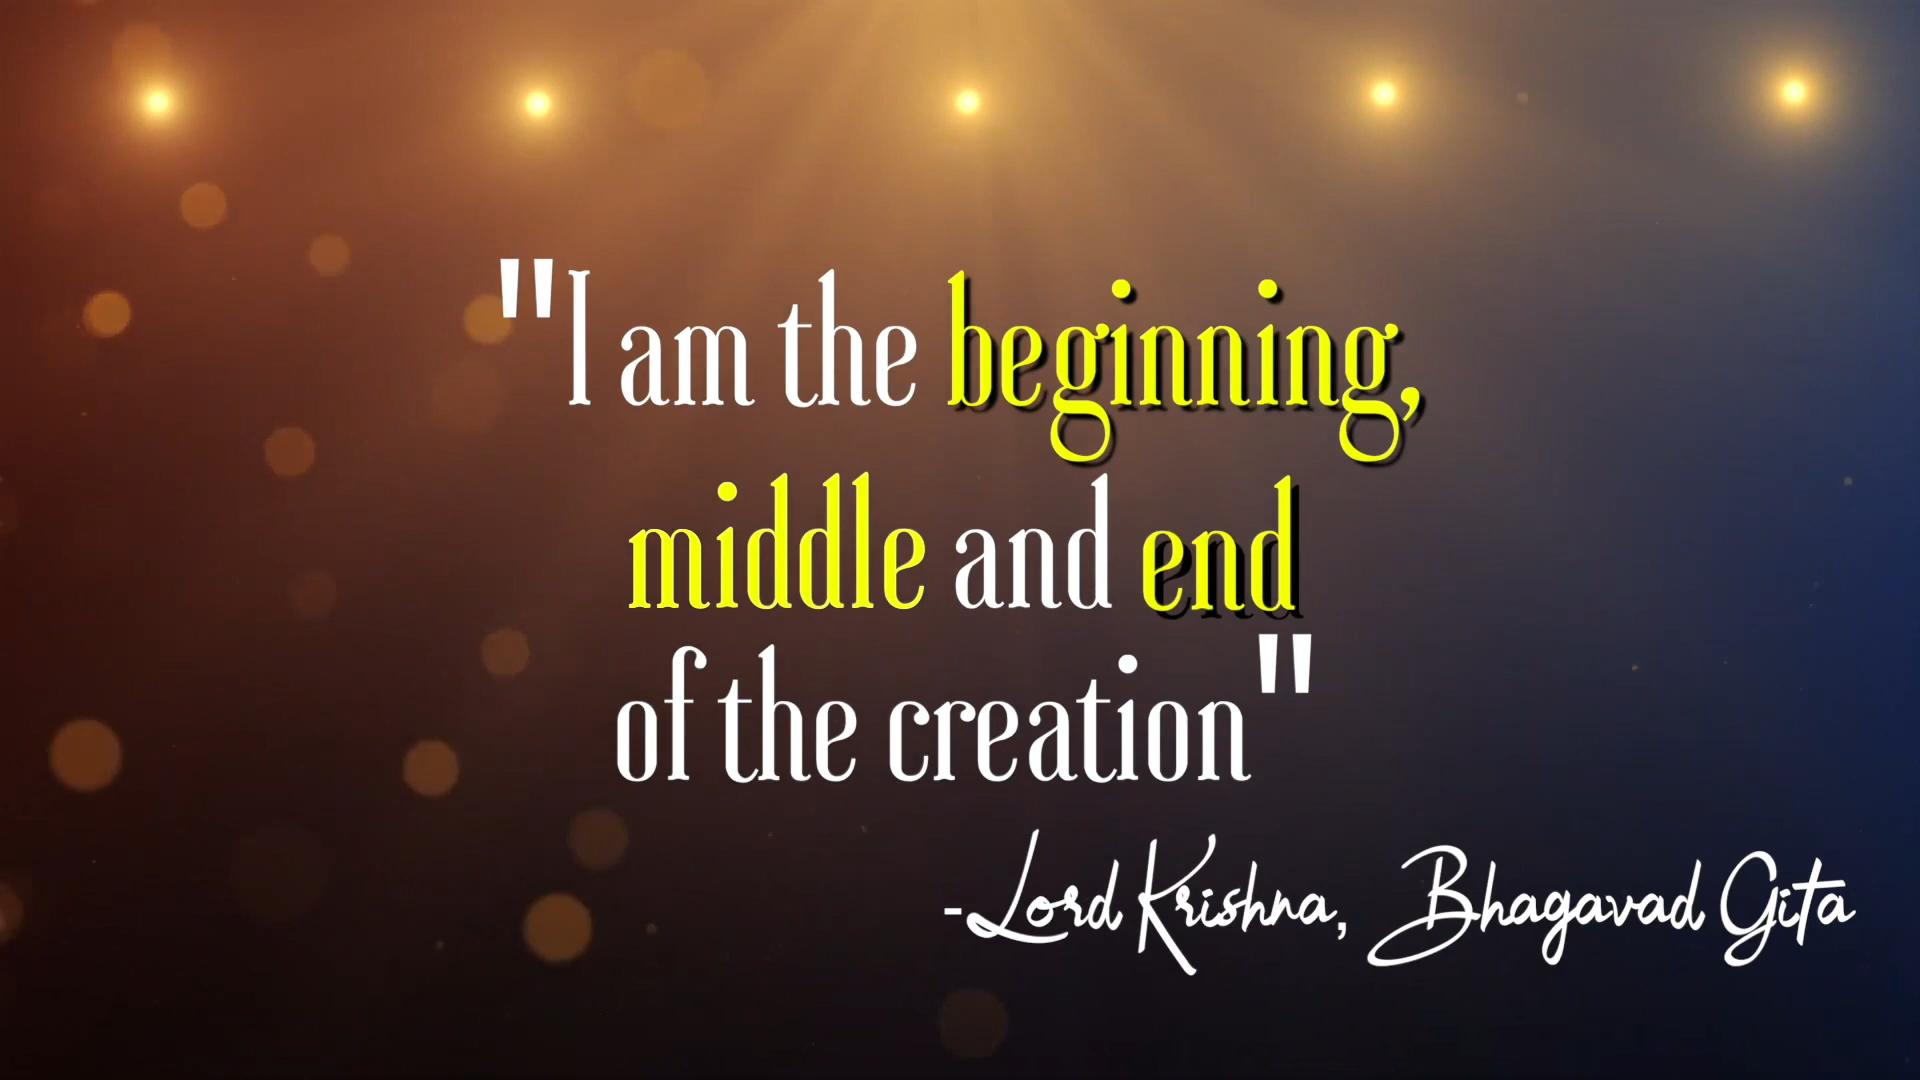 "I am the beginning,
middle and end
of the creation"
-Lord Krishna, Bhagavad Gita